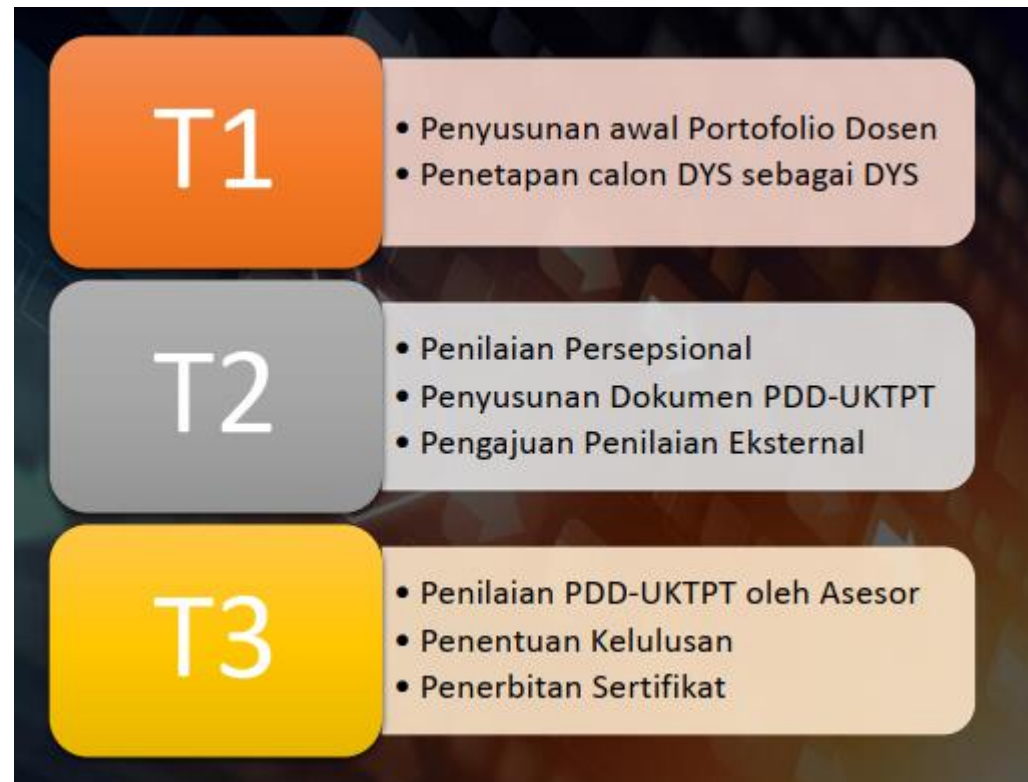 T1
• Penyusunan awal Portofolio Dosen
• Penetapan calon DYS sebagai DYS
T2
• Penilaian Persepsional
• Penyusunan Dokumen PDD-UKTPT
• Pengajuan Penilaian Eksternal
T3
• Penilaian PDD-UKTPT oleh Asesor
• Penentuan Kelulusan
• Penerbitan Sertifikat